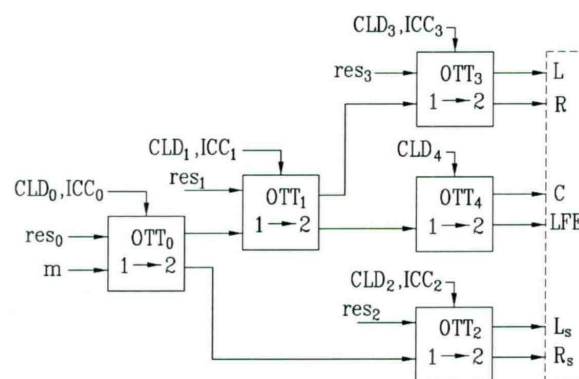 CLD₃,ICC₃
res₃
OTT₃
1 → 2
L
R
CLD₁,ICC₁
res₁
OTT₁
1 → 2
CLD₄
OTT₄
1 → 2
C
LFE
CLD₀,ICC₀
res₀
m
OTT₀
1 → 2
CLD₂,ICC₂
res₂
OTT₂
1 → 2
Lₛ
Rₛ